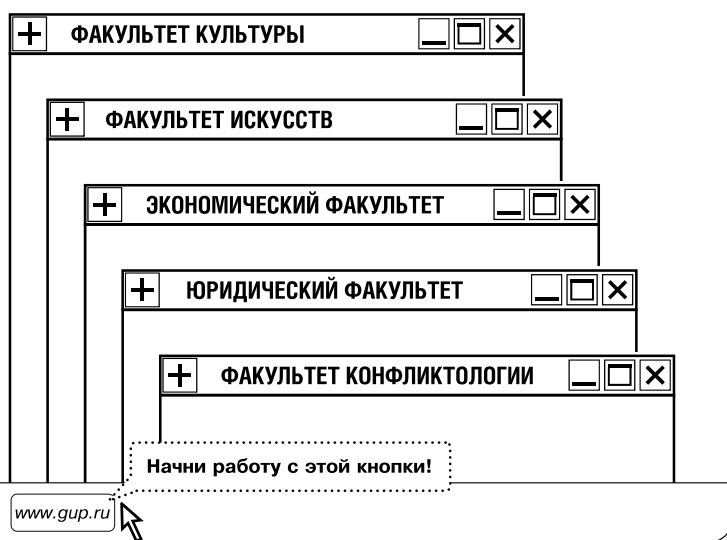 ФАКУЛЬТЕТ КУЛЬТУРЫ
ФАКУЛЬТЕТ ИСКУССТВ
ЭКОНОМИЧЕСКИЙ ФАКУЛЬТЕТ
ЮРИДИЧЕСКИЙ ФАКУЛЬТЕТ
ФАКУЛЬТЕТ КОНФЛИКТОЛОГИИ
Начни работу с этой кнопки!
www.gup.ru